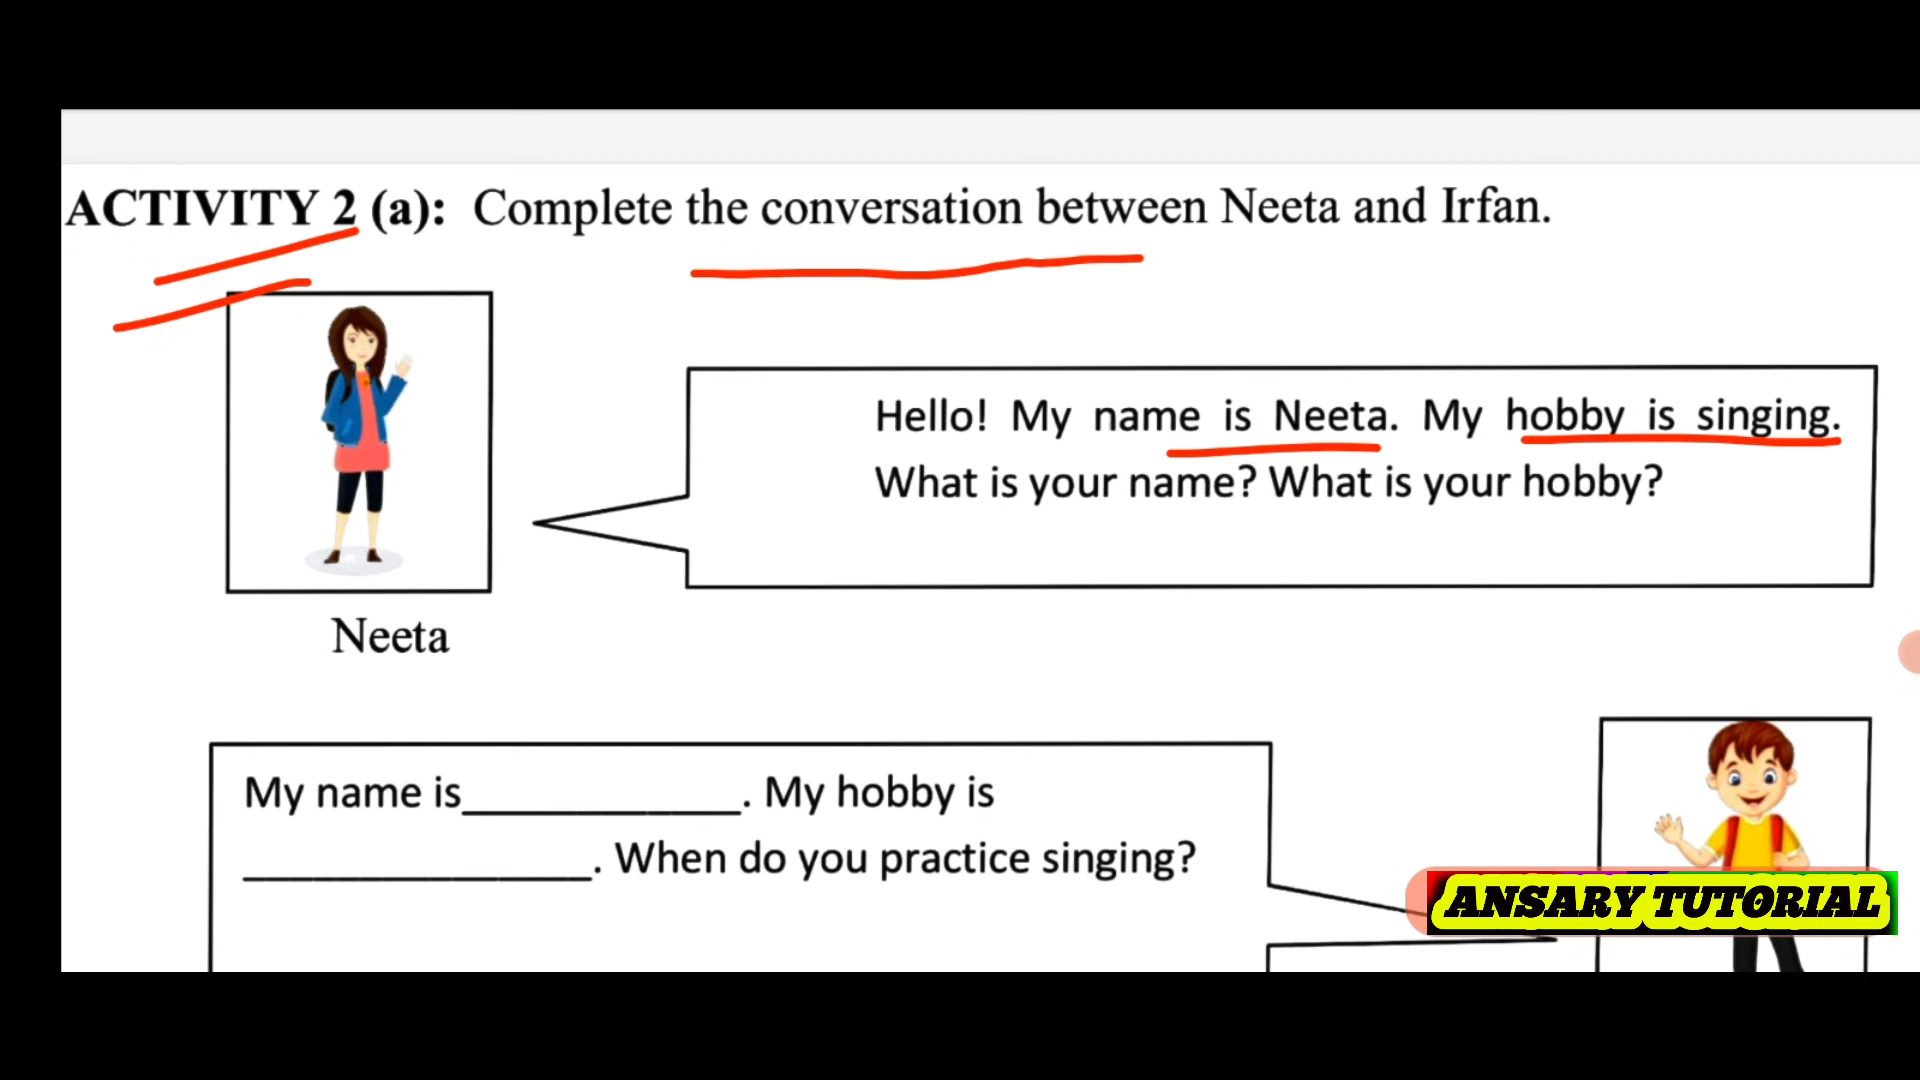 ACTIVITY 2 (a): Complete the conversation between Neeta and Irfan.
Hello! My name is Neeta. My hobby is singing.
What is your name? What is your hobby?
Neeta
My name is____________. My hobby is
_______________. When do you practice singing?
ANSARY TUTORIAL